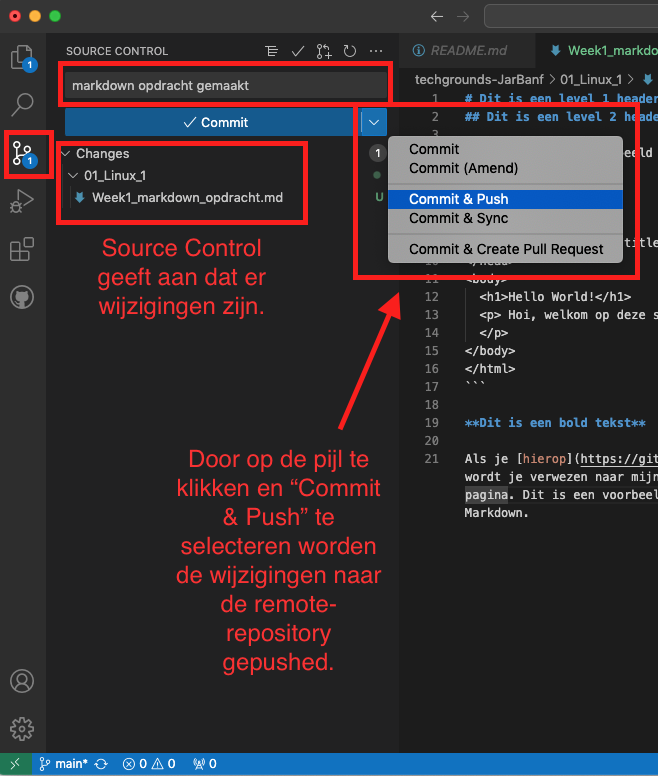 SOURCE CONTROL
README.md
Week1_markdo
markdown opdracht gemaakt
techgrounds-JarBanf > 01_Linux_1 >
Commit
1
1
1
Changes
1
01_Linux_1
Week1_markdown_opdracht.md
U
Commit
Commit (Amend)
Commit & Push
Commit & Sync
Commit & Create Pull Request
1 # Dit is een level 1 header
2 ## Dit is een level 2 heade
3
eeld
title
11 <body>
12 <h1>Hello World!</h1>
13 <p> Hoi, welkom op deze s
14 </p>
15 </body>
16 </html>
17 ```
18
19 **Dit is een bold tekst**
20
21 Als je [hierop](https://git
wordt je verwezen naar mijn
pagina. Dit is een voorbeel
Markdown.
Source Control
geeft aan dat er
wijzigingen zijn.
Door op de pijl te
klikken en “Commit
& Push” te
selecteren worden
de wijzigingen naar
de remote-
repository
gepushed.
main* 0 0 0